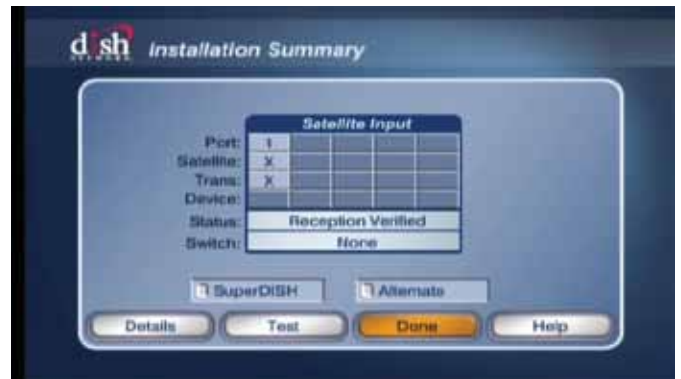 dish Installation Summary
NETWORK
Satellite Input
Port: 1
Satellite: X
Trans: X
Device:
Status: Reception Verified
Switch: None
SuperDISH Alternate
Details Test Done Help